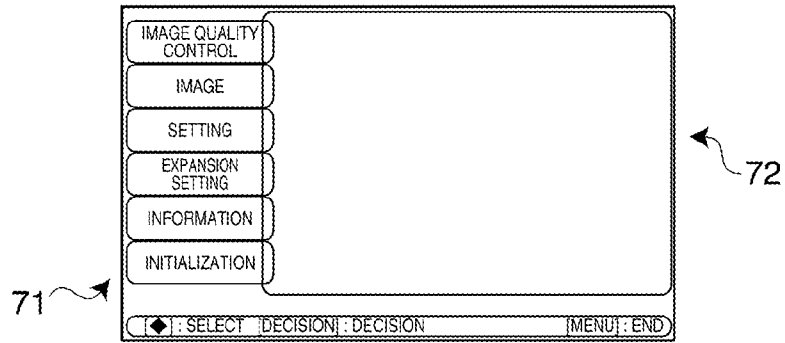 IMAGE QUALITY
CONTROL
IMAGE
SETTING
EXPANSION
SETTING
INFORMATION
INITIALIZATION
72
71
[◆] : SELECT [DECISION] : DECISION [MENU] : END